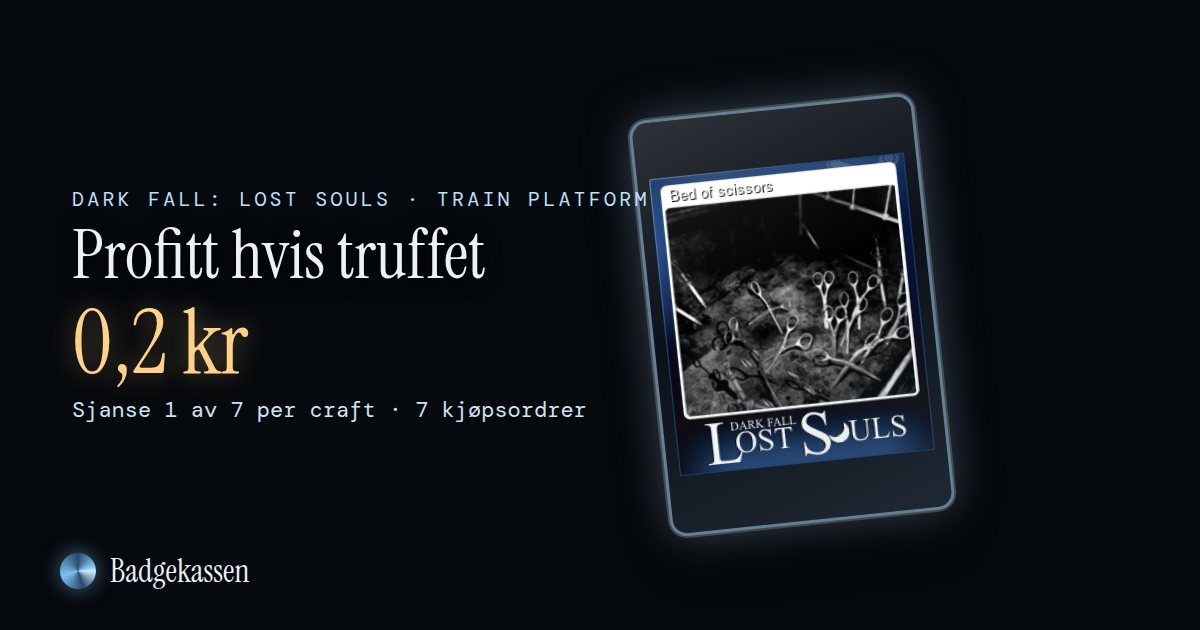 DARK FALL: LOST SOULS · TRAIN PLATFORM
Profitt hvis truffet
0,2 kr
Sjanse 1 av 7 per craft · 7 kjøpsordrer
Bed of scissors
DARK FALL
LOST SOULS
Badgekassen